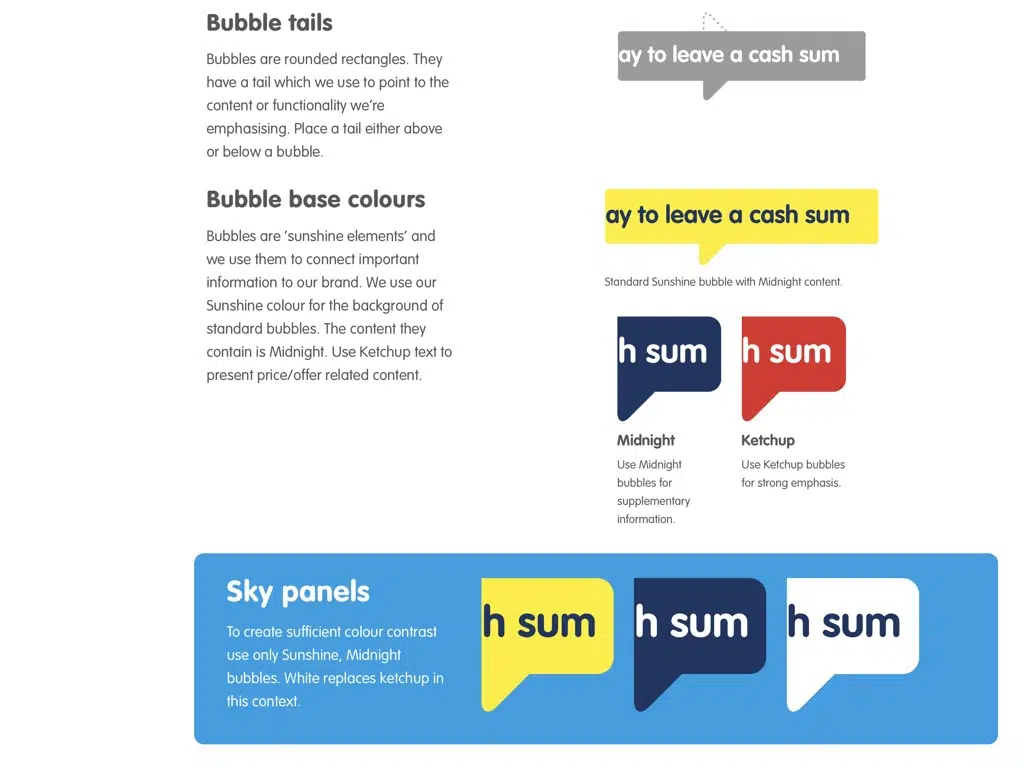 Bubble tails
Bubbles are rounded rectangles. They
have a tail which we use to point to the
content or functionality we're
emphasising. Place a tail either above
or below a bubble.
ay to leave a cash sum
Bubble base colours
Bubbles are 'sunshine elements' and
we use them to connect important
information to our brand. We use our
Sunshine colour for the background of
standard bubbles. The content they
contain is Midnight. Use Ketchup text to
present price/offer related content.
ay to leave a cash sum
Standard Sunshine bubble with Midnight content.
h sum
h sum
Midnight
Use Midnight
bubbles for
supplementary
information.
Ketchup
Use Ketchup bubbles
for strong emphasis.
Sky panels
To create sufficient colour contrast
use only Sunshine, Midnight
bubbles. White replaces ketchup in
this context.
h sum
h sum
h sum